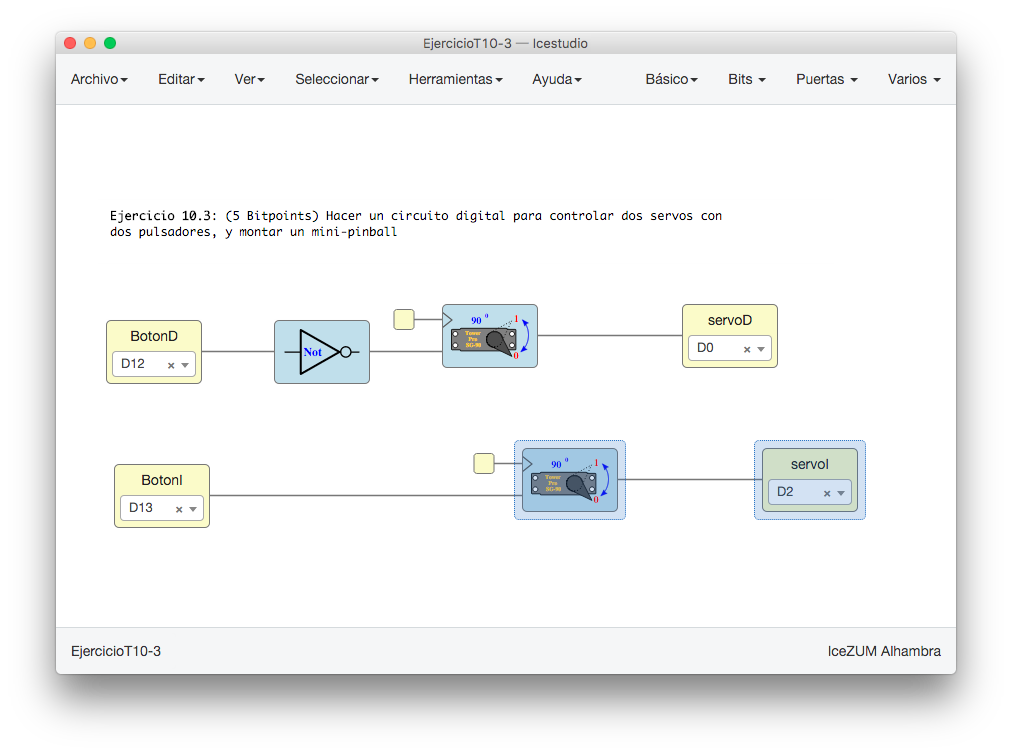 EjercicioT10-3 — Icestudio
Archivo Editar Ver Seleccionar Herramientas Ayuda Básico Bits Puertas Varios
Ejercicio 10.3: (5 Bitpoints) Hacer un circuito digital para controlar dos servos con
dos pulsadores, y montar un mini-pinball
BotonD
D12
Not
90 º
1
Tower
Pro
SG-90
0
servoD
D0
BotonI
D13
90 º
1
Tower
Pro
SG-90
0
servoI
D2
EjercicioT10-3
IceZUM Alhambra